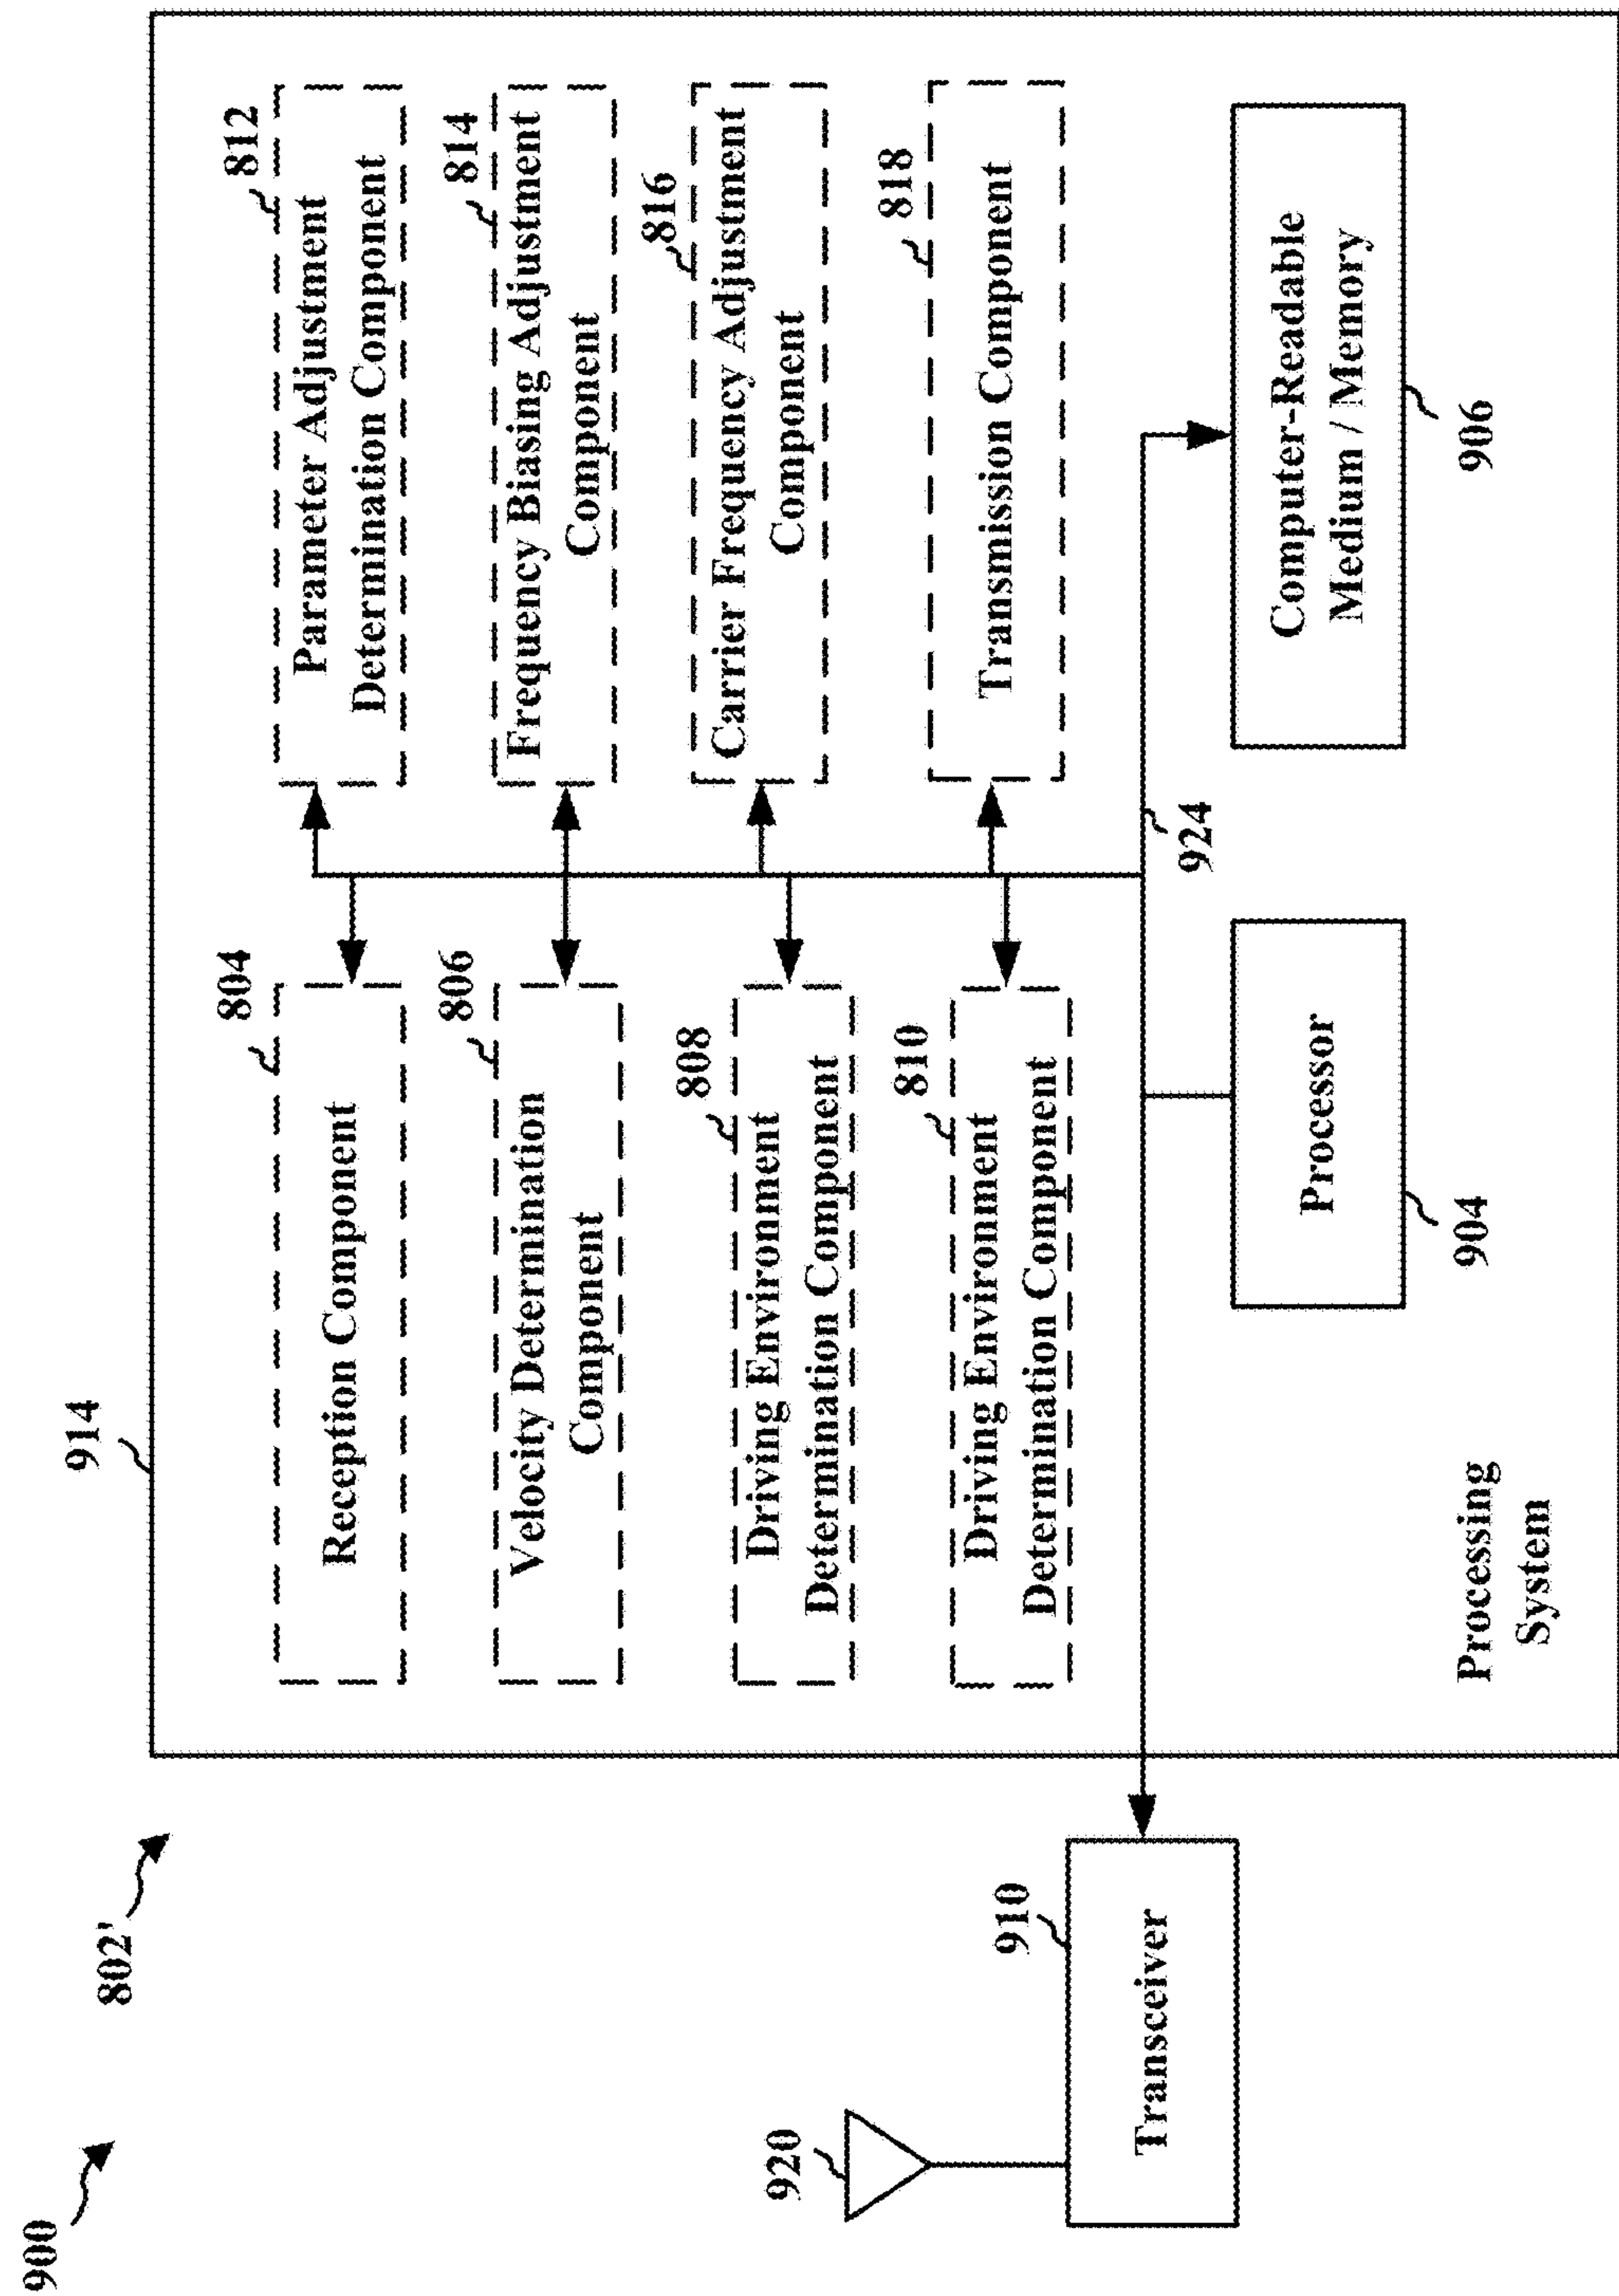 900
802'
914
804
Reception Component
812
Parameter Adjustment
Determination Component
806
Velocity Determination
Component
814
Frequency Biasing Adjustment
Component
808
Driving Environment
Determination Component
816
Carrier Frequency Adjustment
Component
810
Driving Environment
Determination Component
818
Transmission Component
920
910
Transceiver
924
Processor
904
Computer-Readable
Medium / Memory
906
Processing
System